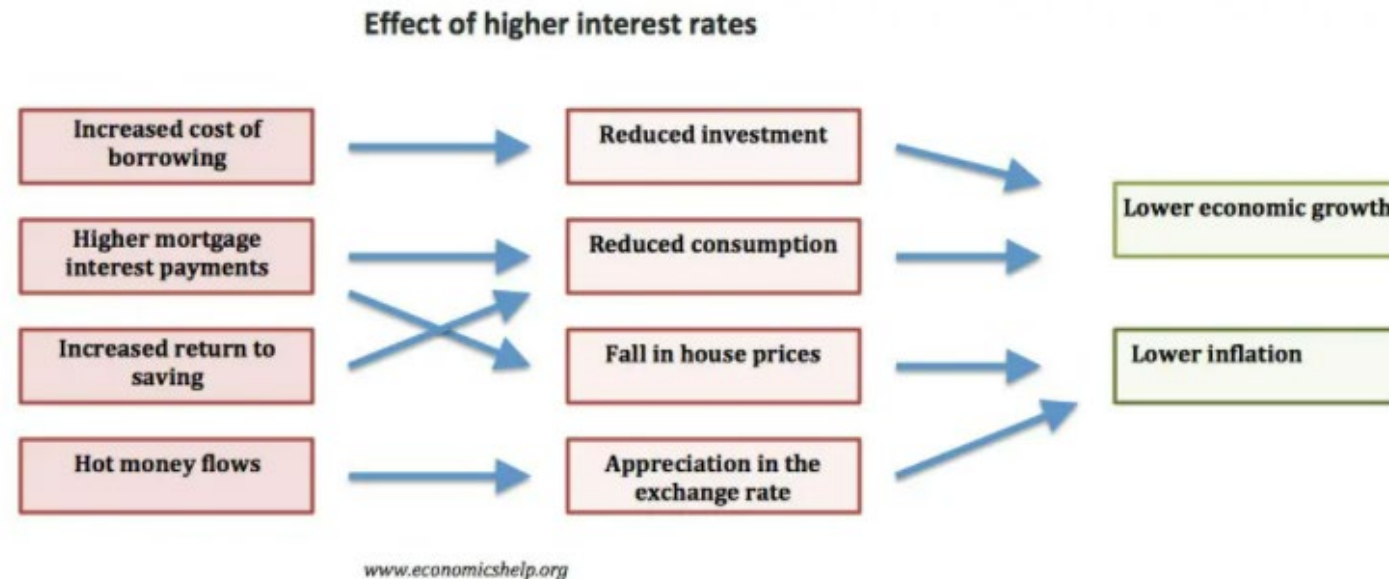 Effect of higher interest rates
Increased cost of
borrowing
Reduced investment
Lower economic growth
Higher mortgage
interest payments
Reduced consumption
Increased return to
saving
Fall in house prices
Lower inflation
Hot money flows
Appreciation in the
exchange rate
www.economicshelp.org